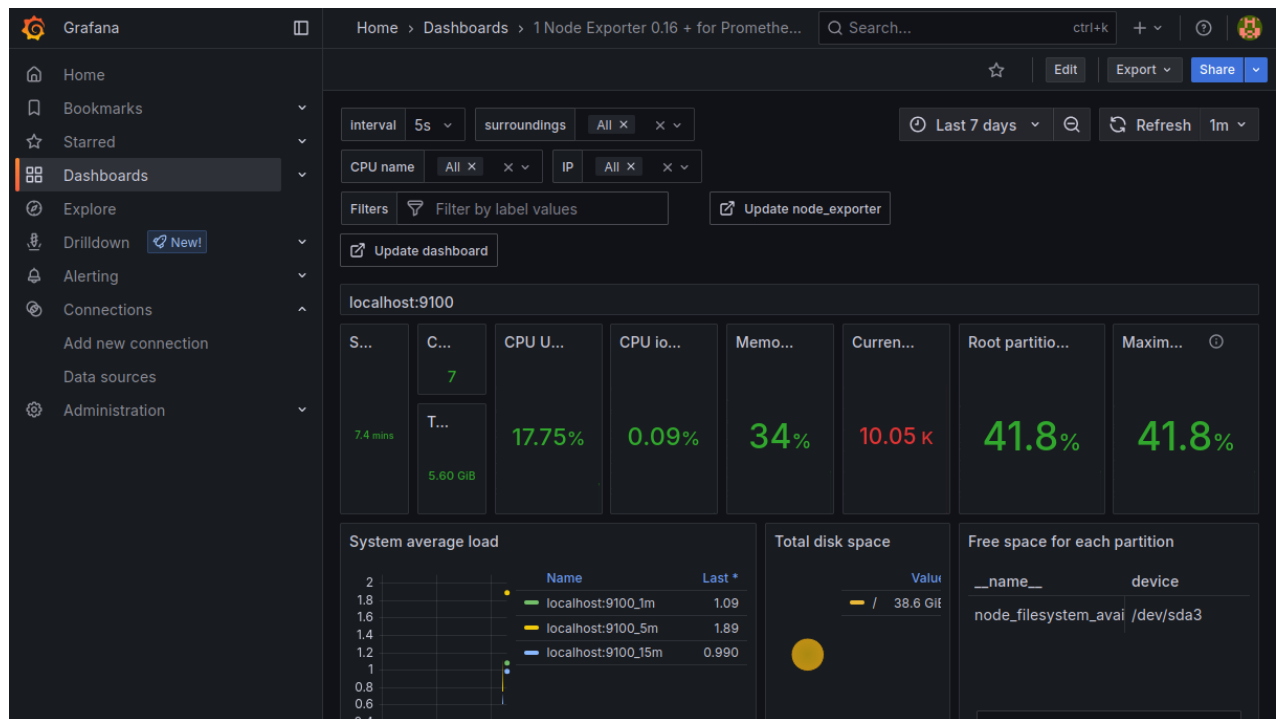 Grafana
Home › Dashboards › 1 Node Exporter 0.16 + for Promethe...
Search...
ctrl+k
Home
Bookmarks
Starred
Dashboards
Explore
Drilldown New!
Alerting
Connections
Add new connection
Data sources
Administration
Edit
Export
Share
interval 5s
surroundings All
Last 7 days
Refresh 1m
CPU name All
IP All
Filters Filter by label values
Update node_exporter
Update dashboard
localhost:9100
S...
7.4 mins
C...
7
T...
5.60 GiB
CPU U...
17.75%
CPU io...
0.09%
Memo...
34%
Curren...
10.05 K
Root partitio...
41.8%
Maxim...
41.8%
System average load
2
1.8
1.6
1.4
1.2
1
0.8
0.6
0.4
Name Last *
localhost:9100_1m 1.09
localhost:9100_5m 1.89
localhost:9100_15m 0.990
Total disk space
Value
/ 38.6 GiB
Free space for each partition
__name__ device
node_filesystem_avai /dev/sda3